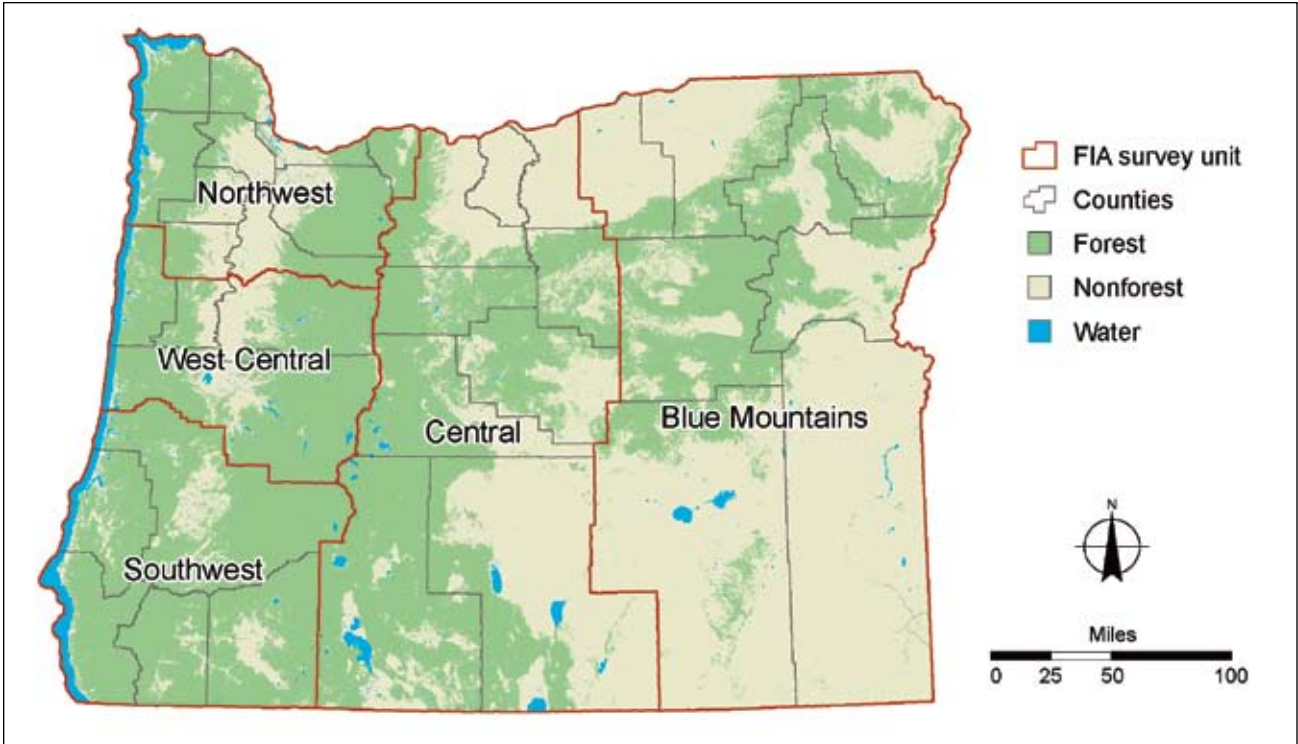 Northwest
West Central
Central
Blue Mountains
Southwest
FIA survey unit
Counties
Forest
Nonforest
Water
N
Miles
0 25 50 100